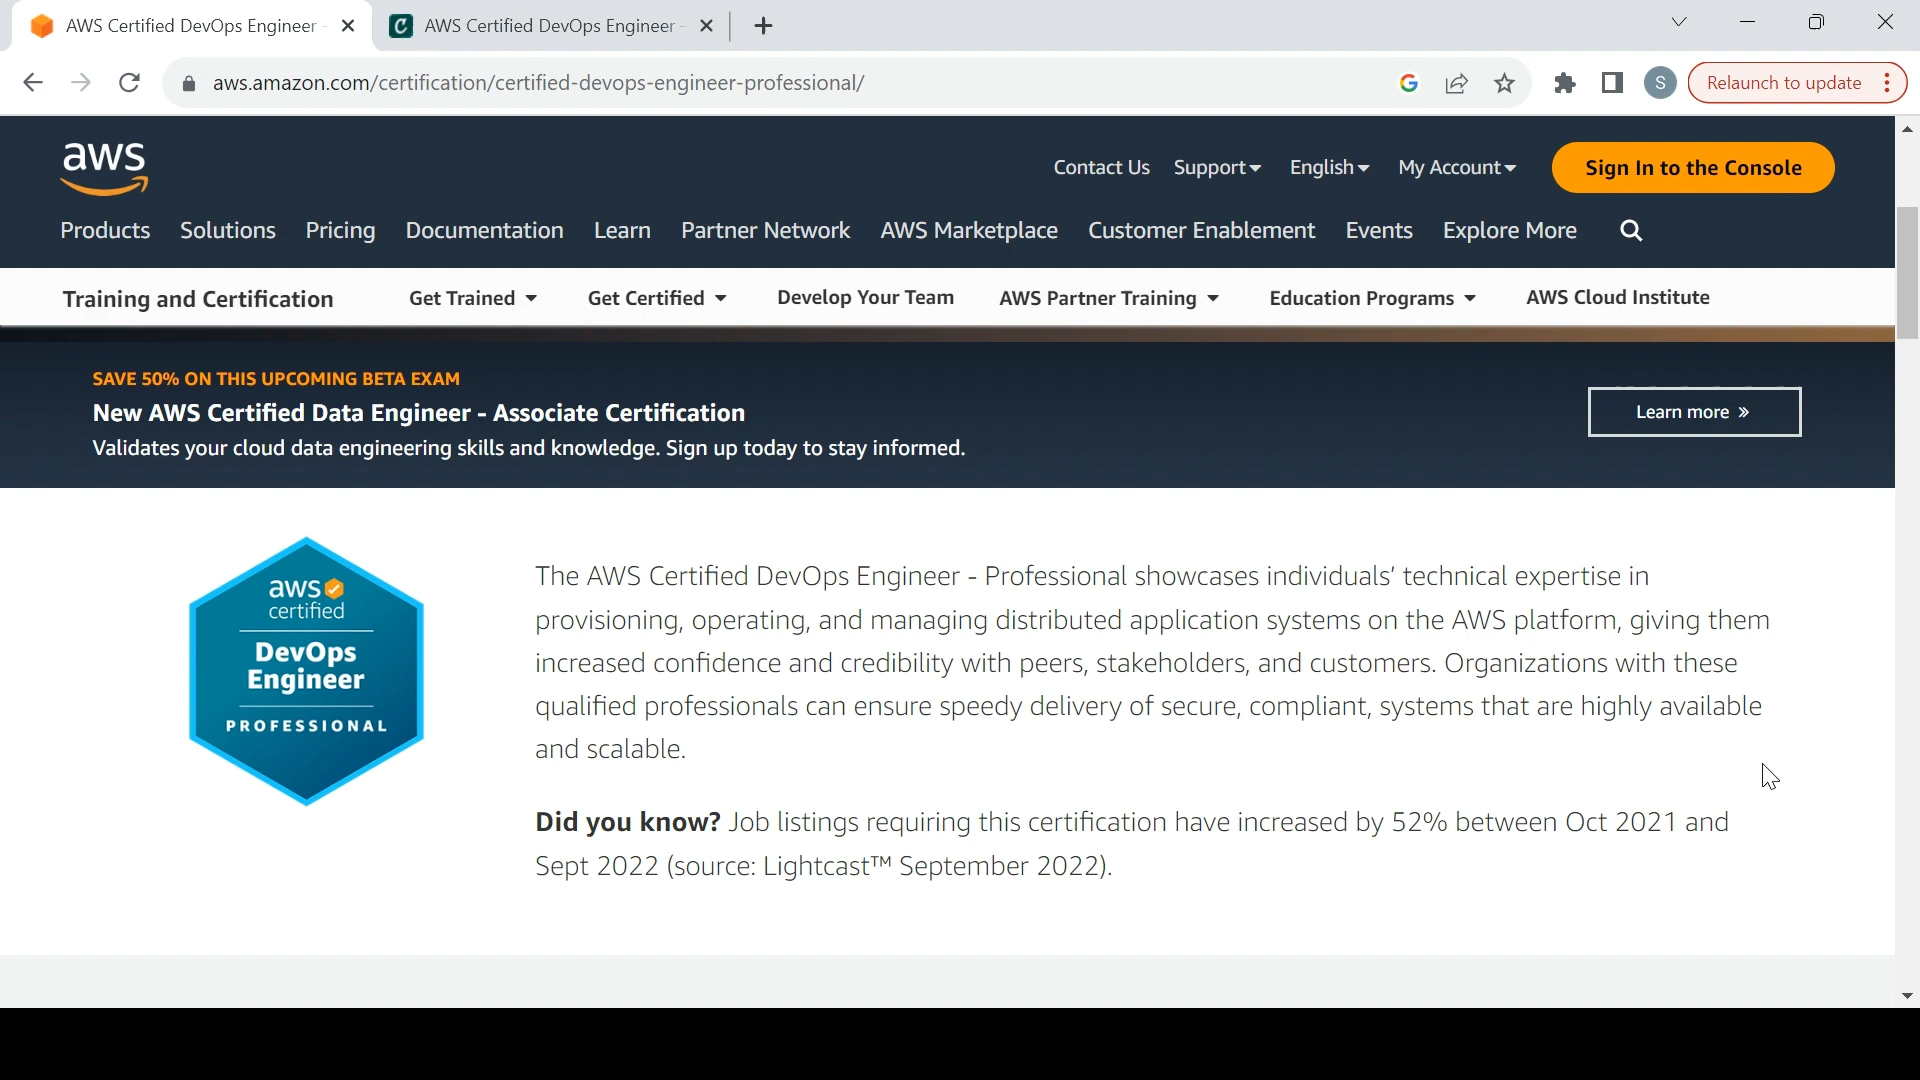 AWS Certified DevOps Engineer -
AWS Certified DevOps Engineer -
aws.amazon.com/certification/certified-devops-engineer-professional/
S
Relaunch to update
aws
Contact Us Support English My Account Sign In to the Console
Products Solutions Pricing Documentation Learn Partner Network AWS Marketplace Customer Enablement Events Explore More
Training and Certification Get Trained Get Certified Develop Your Team AWS Partner Training Education Programs AWS Cloud Institute
SAVE 50% ON THIS UPCOMING BETA EXAM
New AWS Certified Data Engineer - Associate Certification
Validates your cloud data engineering skills and knowledge. Sign up today to stay informed.
Learn more »
aws
certified
DevOps
Engineer
PROFESSIONAL
The AWS Certified DevOps Engineer - Professional showcases individuals’ technical expertise in
provisioning, operating, and managing distributed application systems on the AWS platform, giving them
increased confidence and credibility with peers, stakeholders, and customers. Organizations with these
qualified professionals can ensure speedy delivery of secure, compliant, systems that are highly available
and scalable.
Did you know? Job listings requiring this certification have increased by 52% between Oct 2021 and
Sept 2022 (source: Lightcast™ September 2022).